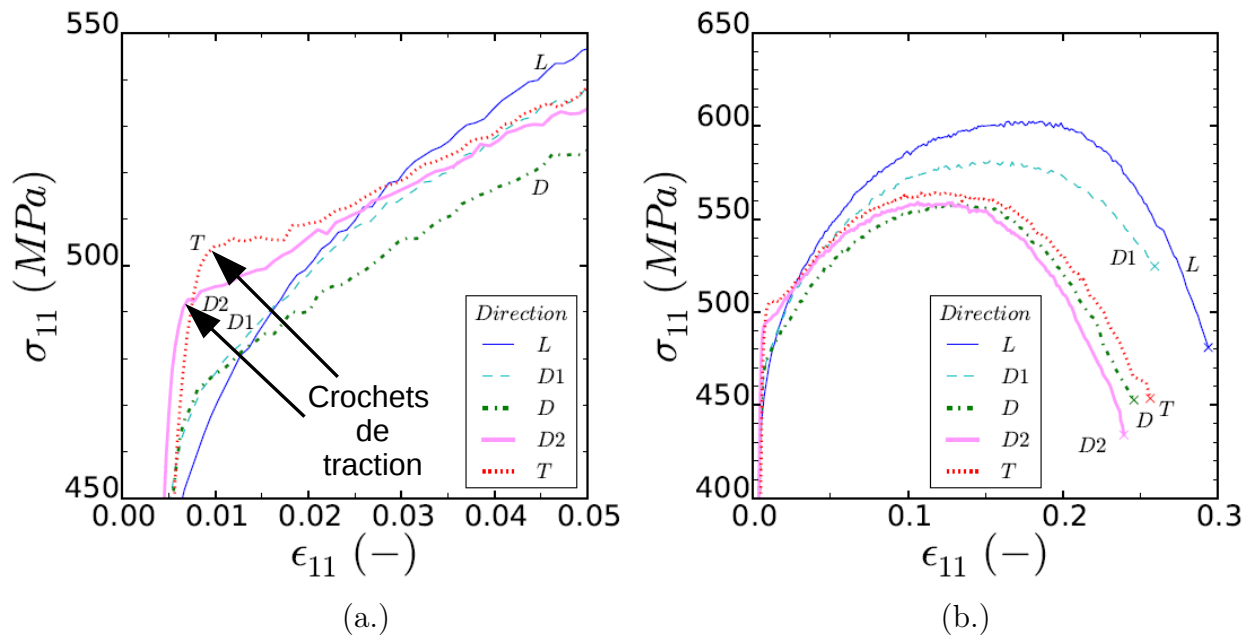 550
500
450
σ11 (MPa)
0.00 0.01 0.02 0.03 0.04 0.05
ϵ11 (−)
L
D
T
D2
D1
Crochets
de
traction
Direction
L
D1
D
D2
T
(a.)
650
600
550
500
450
400
σ11 (MPa)
0.0 0.1 0.2 0.3
ϵ11 (−)
D1
L
T
D
D2
Direction
L
D1
D
D2
T
(b.)